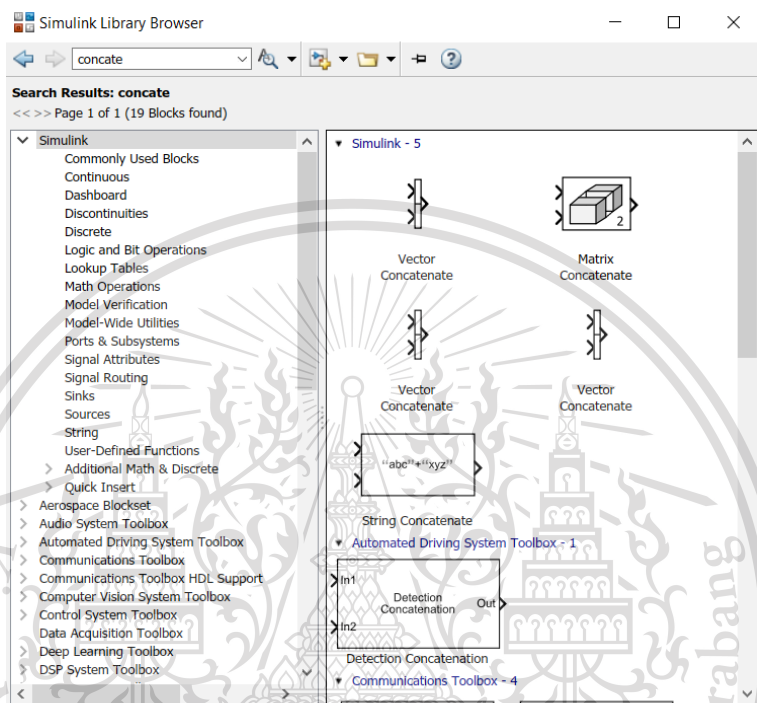 Simulink Library Browser
concate
Search Results: concate
<< >> Page 1 of 1 (19 Blocks found)
Simulink
Commonly Used Blocks
Continuous
Dashboard
Discontinuities
Discrete
Logic and Bit Operations
Lookup Tables
Math Operations
Model Verification
Model-Wide Utilities
Ports & Subsystems
Signal Attributes
Signal Routing
Sinks
Sources
String
User-Defined Functions
Additional Math & Discrete
Quick Insert
Aerospace Blockset
Audio System Toolbox
Automated Driving System Toolbox
Communications Toolbox
Communications Toolbox HDL Support
Computer Vision System Toolbox
Control System Toolbox
Data Acquisition Toolbox
Deep Learning Toolbox
DSP System Toolbox
Simulink - 5
Vector
Concatenate
2
Matrix
Concatenate
Vector
Concatenate
Vector
Concatenate
"abc"+"xyz"
String Concatenate
Automated Driving System Toolbox - 1
In1
In2
Detection
Concatenation
Out
Detection Concatenation
Communications Toolbox - 4